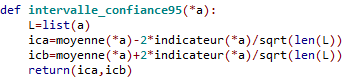 def intervalle_confiance95(*a):
    L=list(a)
    ica=moyenne(*a)-2*indicateur(*a)/sqrt(len(L))
    icb=moyenne(*a)+2*indicateur(*a)/sqrt(len(L))
    return(ica,icb)